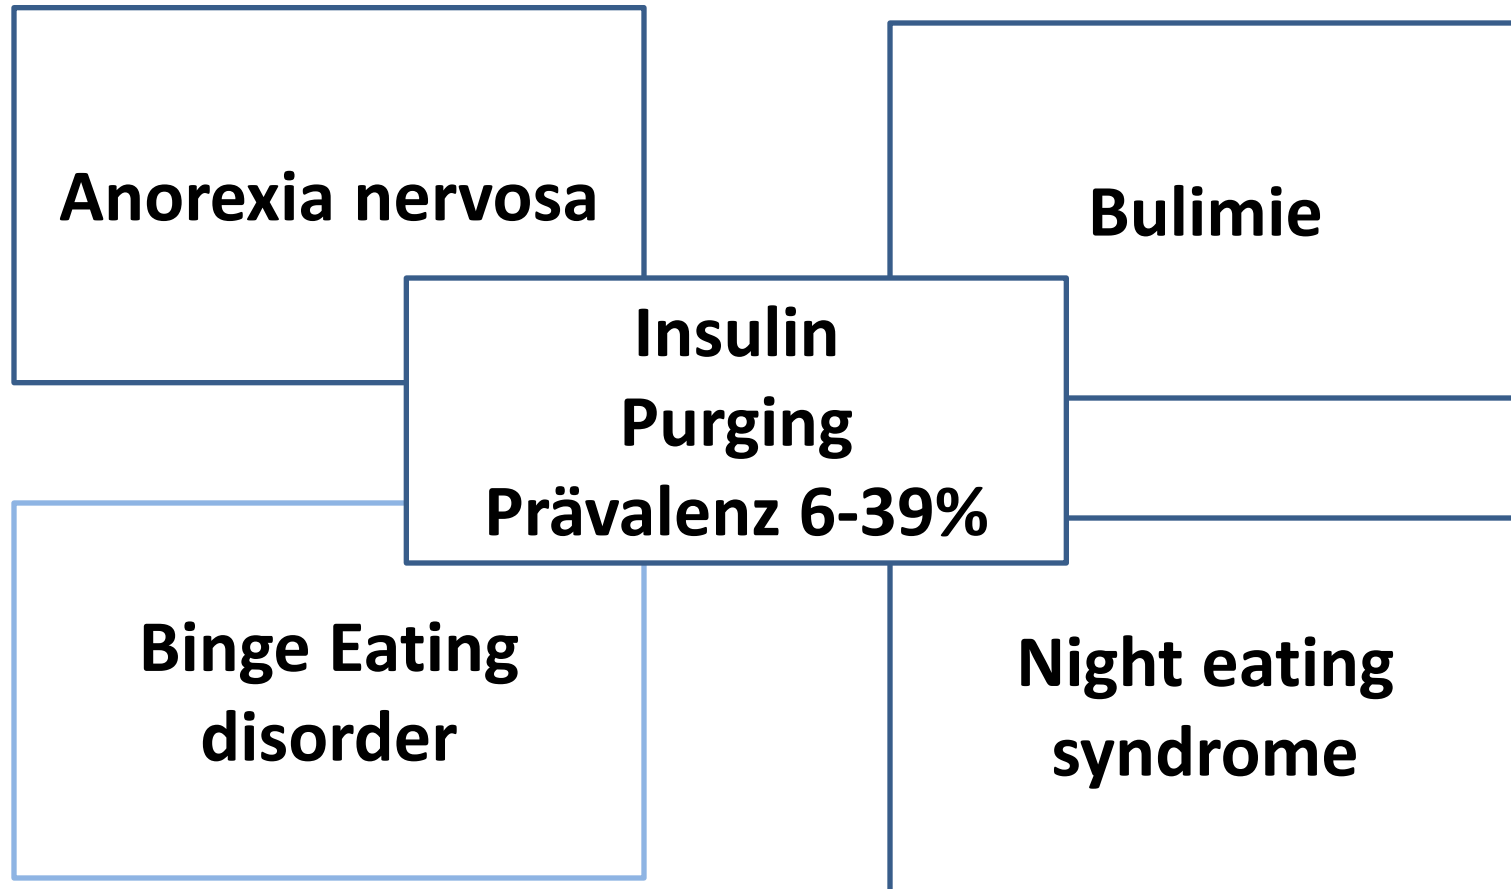 Anorexia nervosa
Bulimie
Insulin
Purging
Prävalenz 6-39%
Binge Eating
disorder
Night eating
syndrome